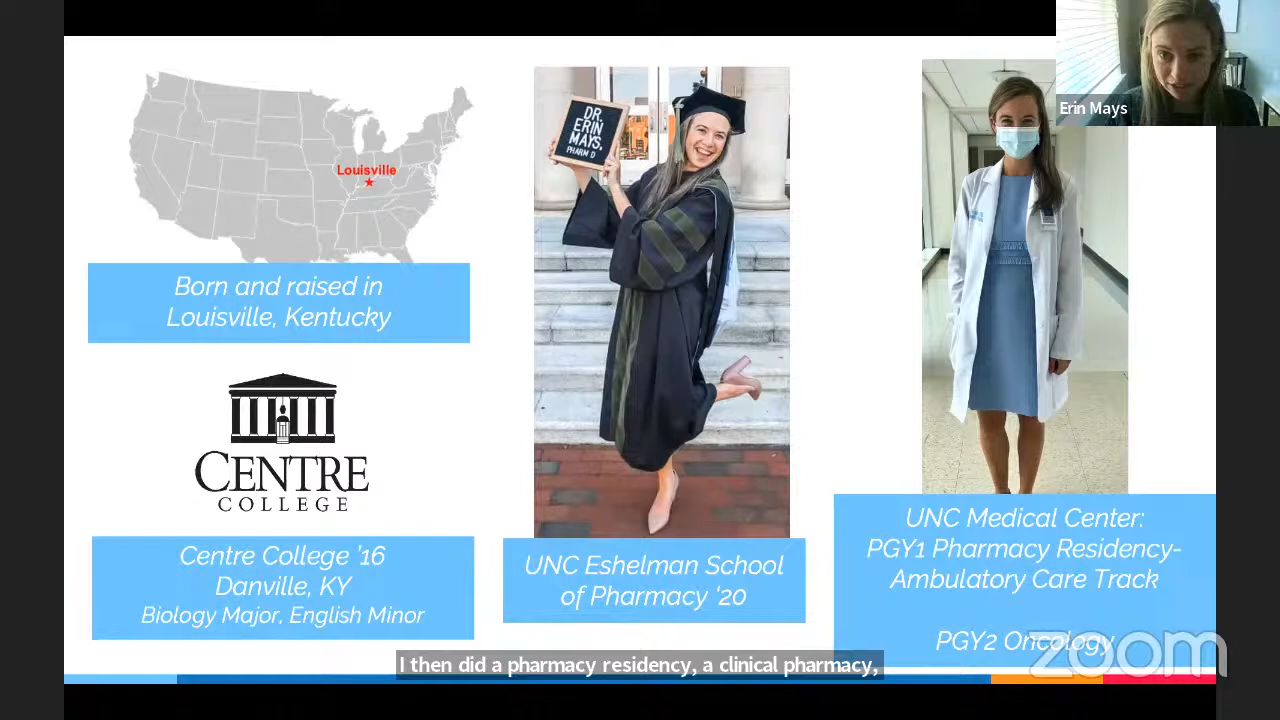 Louisville
Born and raised in
Louisville, Kentucky
CENTRE
COLLEGE
Centre College '16
Danville, KY
Biology Major, English Minor
DR.
ERIN
MAYS,
PHARM D
UNC Eshelman School
of Pharmacy '20
Erin Mays
UNC Medical Center:
PGY1 Pharmacy Residency-
Ambulatory Care Track
PGY2 Oncology
zoom
I then did a pharmacy residency, a clinical pharmacy,